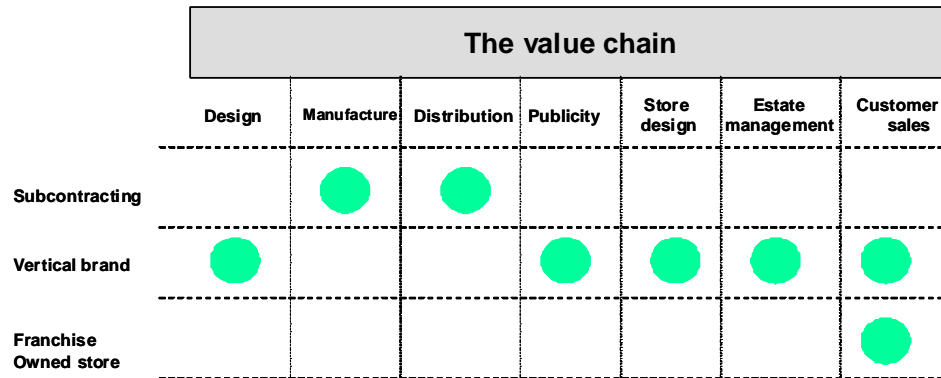 The value chain
Design Manufacture Distribution Publicity Store design Estate management Customer sales
Subcontracting
Vertical brand
Franchise
Owned store